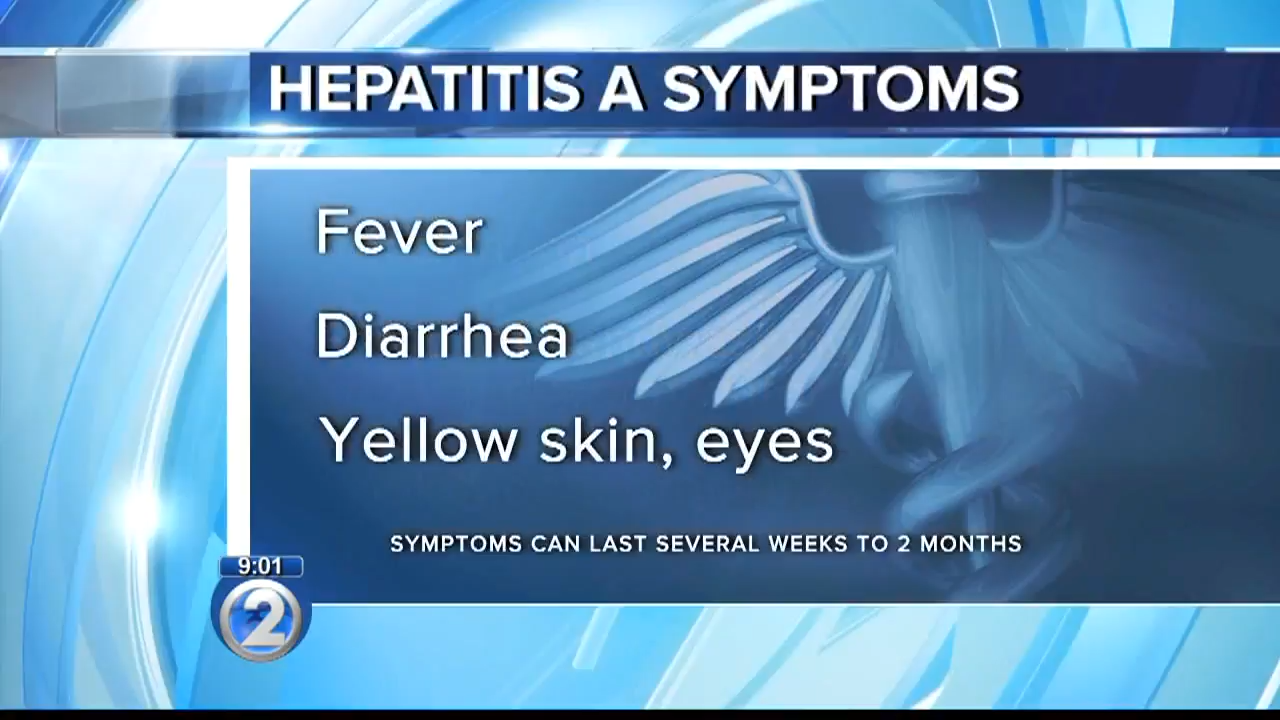 HEPATITIS A SYMPTOMS
Fever
Diarrhea
Yellow skin, eyes
SYMPTOMS CAN LAST SEVERAL WEEKS TO 2 MONTHS
9:01
2